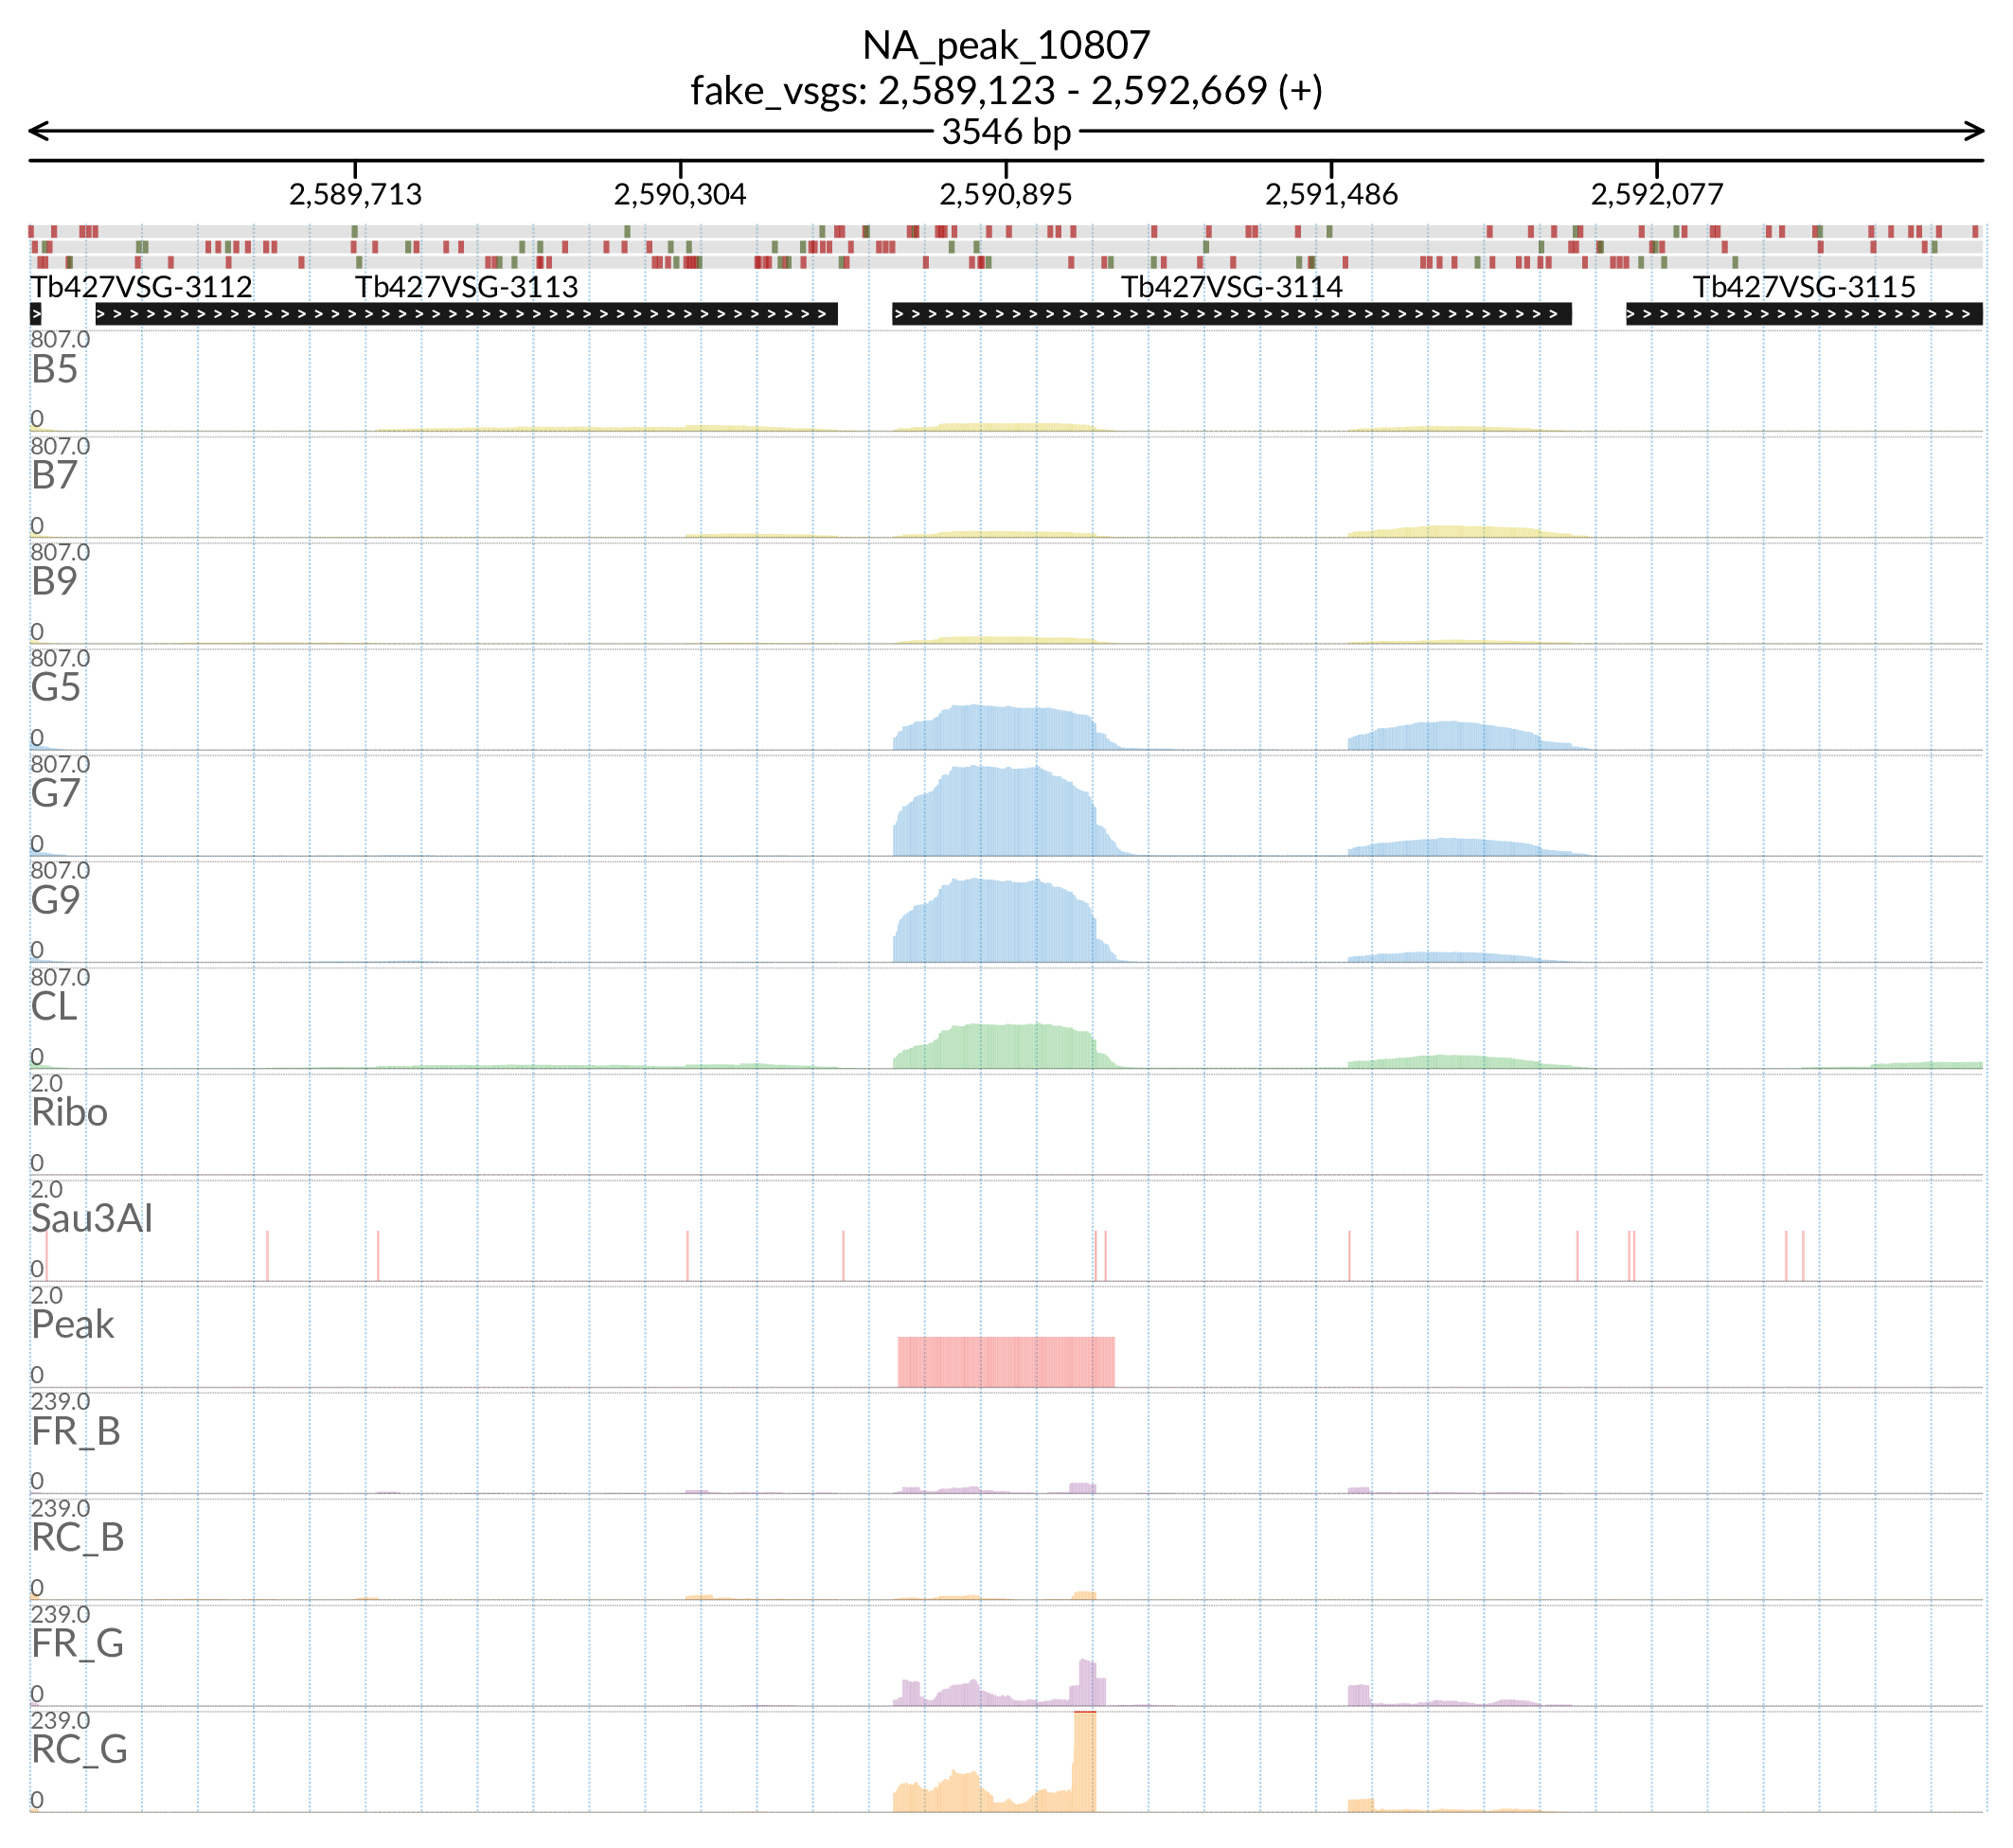 NA_peak_10807
fake_vsgs: 2,589,123 - 2,592,669 (+)
3546 bp
2,589,713 2,590,304 2,590,895 2,591,486 2,592,077
Tb427VSG-3112 Tb427VSG-3113 Tb427VSG-3114 Tb427VSG-3115
807.0
B5
0
807.0
B7
0
807.0
B9
0
807.0
G5
0
807.0
G7
0
807.0
G9
0
807.0
CL
0
2.0
Ribo
0
2.0
Sau3AI
0
2.0
Peak
0
239.0
FR_B
0
239.0
RC_B
0
239.0
FR_G
0
239.0
RC_G
0